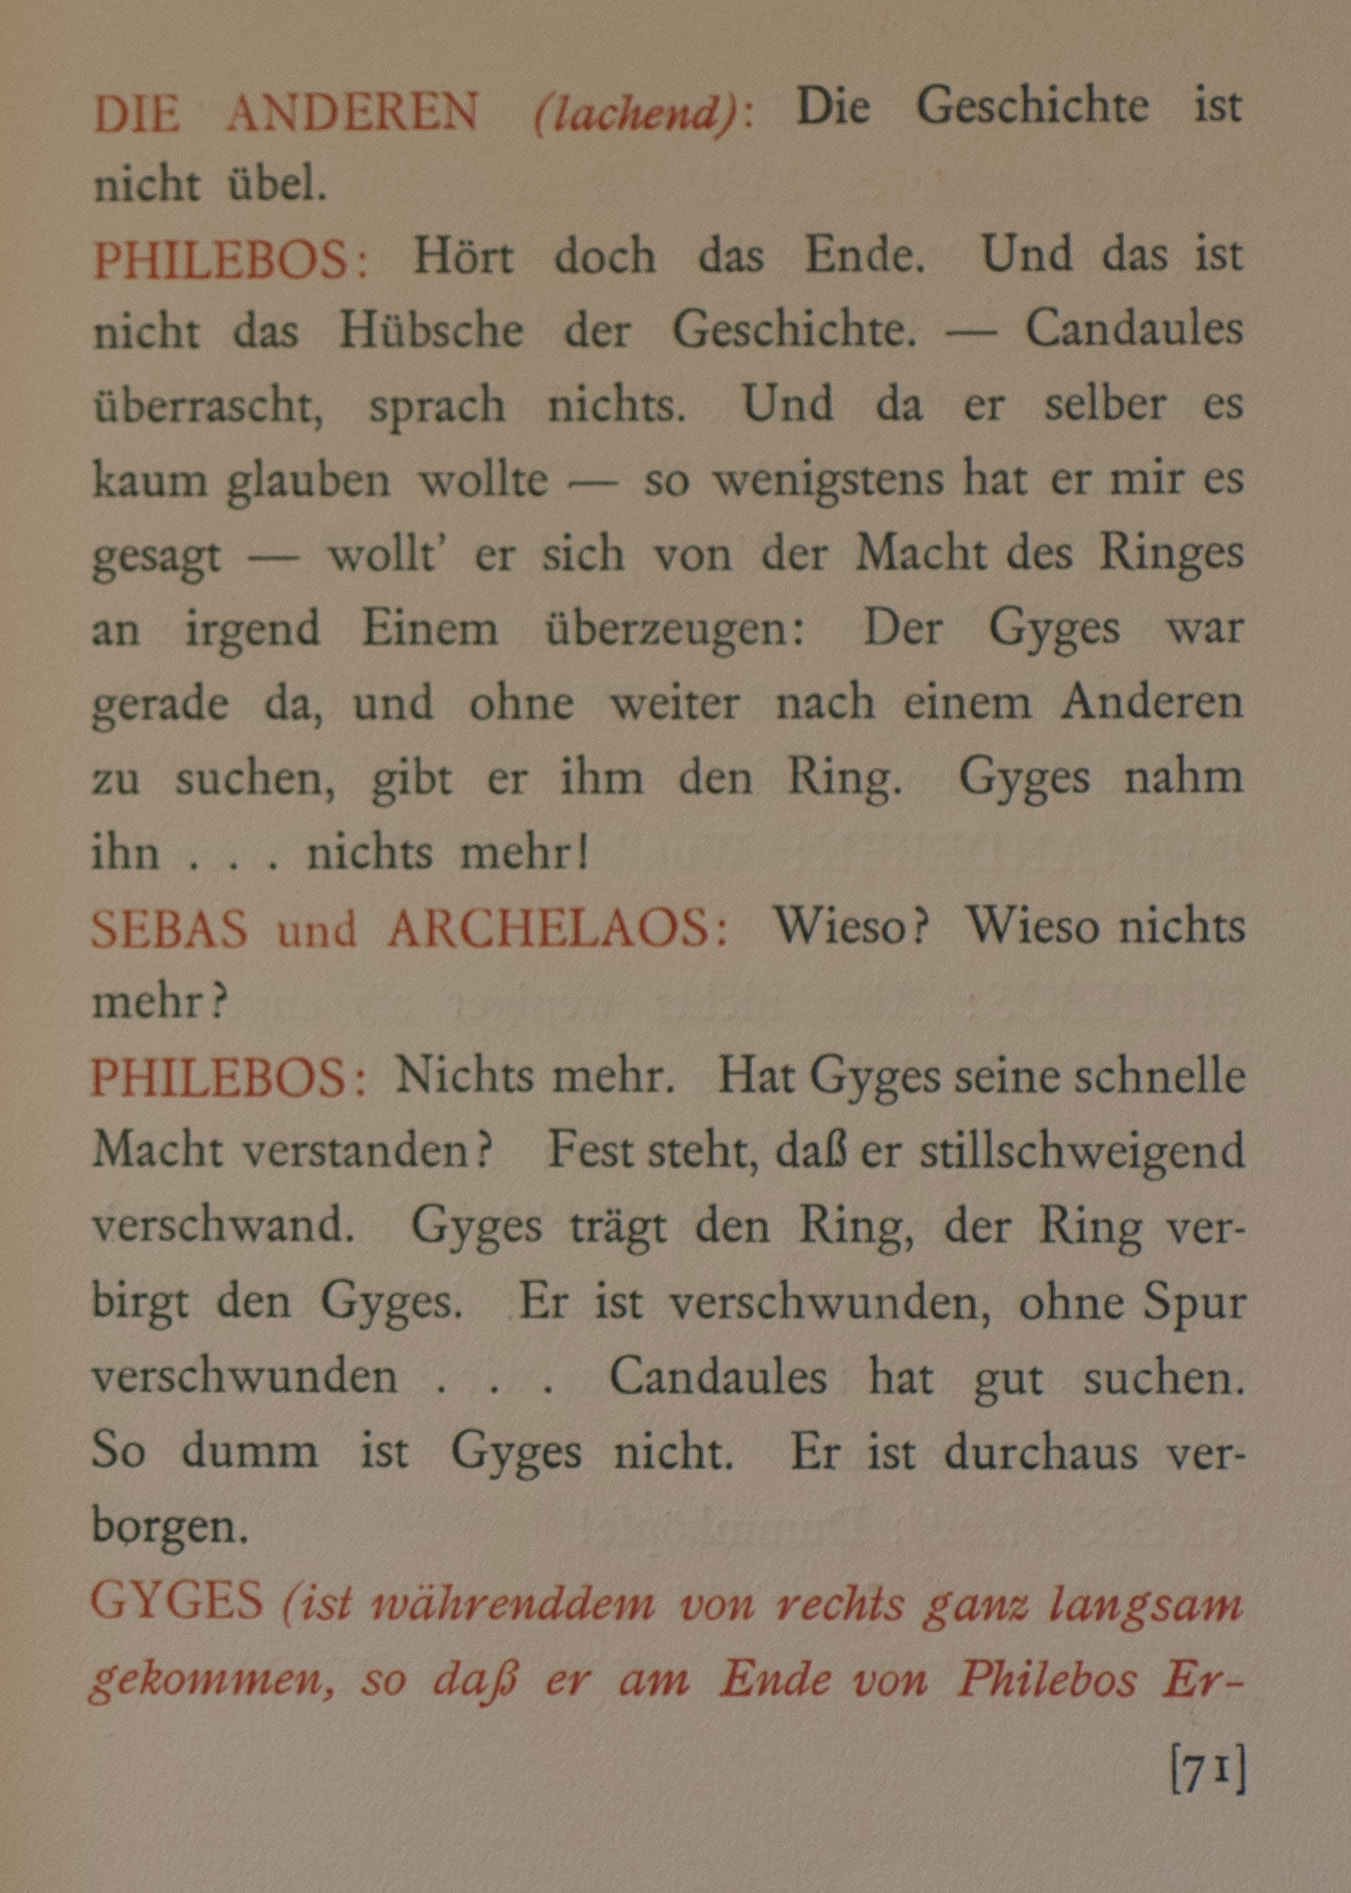 DIE ANDEREN (lachend): Die Geschichte ist
nicht übel.
PHILEBOS: Hört doch das Ende. Und das ist
nicht das Hübsche der Geschichte. — Candaules
überrascht, sprach nichts. Und da er selber es
kaum glauben wollte — so wenigstens hat er mir es
gesagt — wollt’ er sich von der Macht des Ringes
an irgend Einem überzeugen: Der Gyges war
gerade da, und ohne weiter nach einem Anderen
zu suchen, gibt er ihm den Ring. Gyges nahm
ihn . . . nichts mehr!
SEBAS und ARCHELAOS: Wieso? Wieso nichts
mehr?
PHILEBOS: Nichts mehr. Hat Gyges seine schnelle
Macht verstanden? Fest steht, daß er stillschweigend
verschwand. Gyges trägt den Ring, der Ring ver-
birgt den Gyges. Er ist verschwunden, ohne Spur
verschwunden . . . Candaules hat gut suchen.
So dumm ist Gyges nicht. Er ist durchaus ver-
borgen.
GYGES (ist währenddem von rechts ganz langsam
gekommen, so daß er am Ende von Philebos Er-
[71]